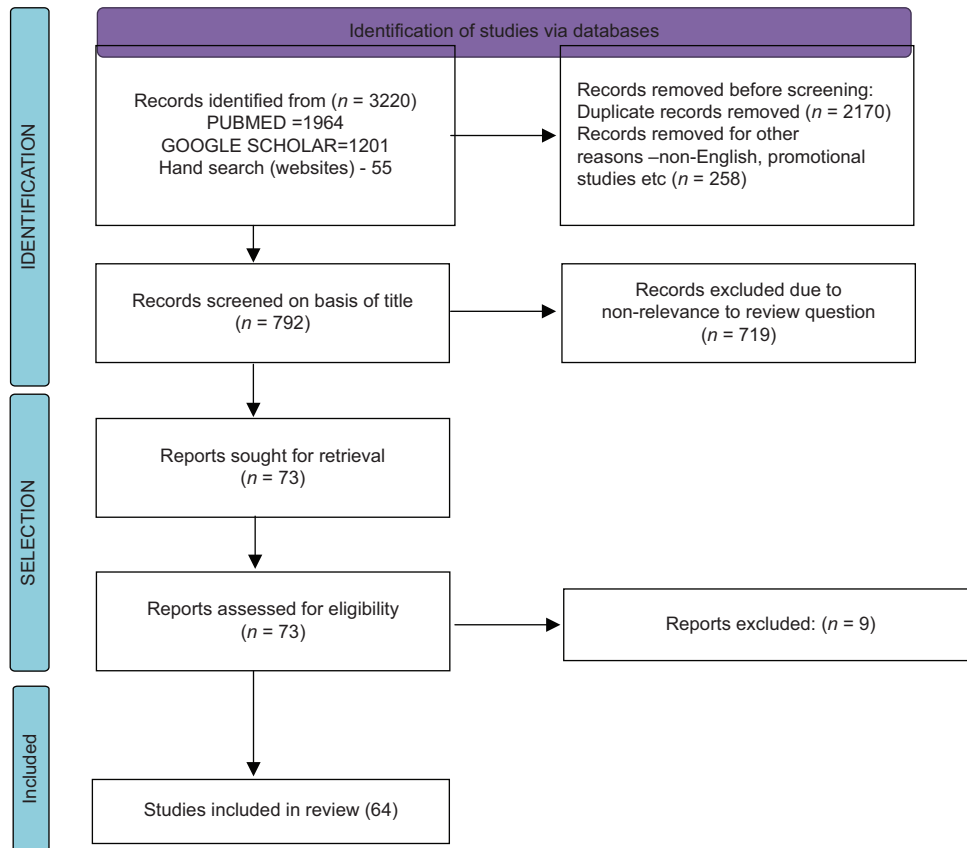 Identification of studies via databases
IDENTIFICATION
Records identified from (n = 3220)
PUBMED =1964
GOOGLE SCHOLAR=1201
Hand search (websites) - 55
Records removed before screening:
Duplicate records removed (n = 2170)
Records removed for other
reasons –non-English, promotional
studies etc (n = 258)
Records screened on basis of title
(n = 792)
Records excluded due to
non-relevance to review question
(n = 719)
SELECTION
Reports sought for retrieval
(n = 73)
Reports assessed for eligibility
(n = 73)
Reports excluded: (n = 9)
Included
Studies included in review (64)